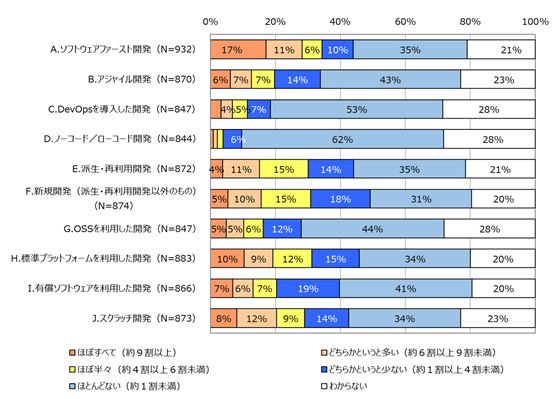 0% 20% 40% 60% 80% 100%
A.ソフトウェアファースト開発（N=932） 17% 11% 6% 10% 35% 21%
B.アジャイル開発（N=870） 6% 7% 7% 14% 43% 23%
C.DevOpsを導入した開発（N=847） 4% 5% 7% 53% 28%
D.ノーコード／ローコード開発（N=844） 6% 62% 28%
E.派生・再利用開発（N=872） 4% 11% 15% 14% 35% 21%
F.新規開発（派生・再利用開発以外のもの） 5% 10% 15% 18% 31% 20%
（N=874）
G.OSSを利用した開発（N=847） 5% 5% 6% 12% 44% 28%
H.標準プラットフォームを利用した開発（N=883） 10% 9% 12% 15% 34% 20%
I.有償ソフトウェアを利用した開発（N=866） 7% 6% 7% 19% 41% 20%
J.スクラッチ開発（N=873） 8% 12% 9% 14% 34% 23%
ほぼすべて（約９割以上） どちらかというと多い（約６割以上９割未満）
ほぼ半々（約４割以上６割未満） どちらかというと少ない（約１割以上４割未満）
ほとんどない（約１割未満） わからない